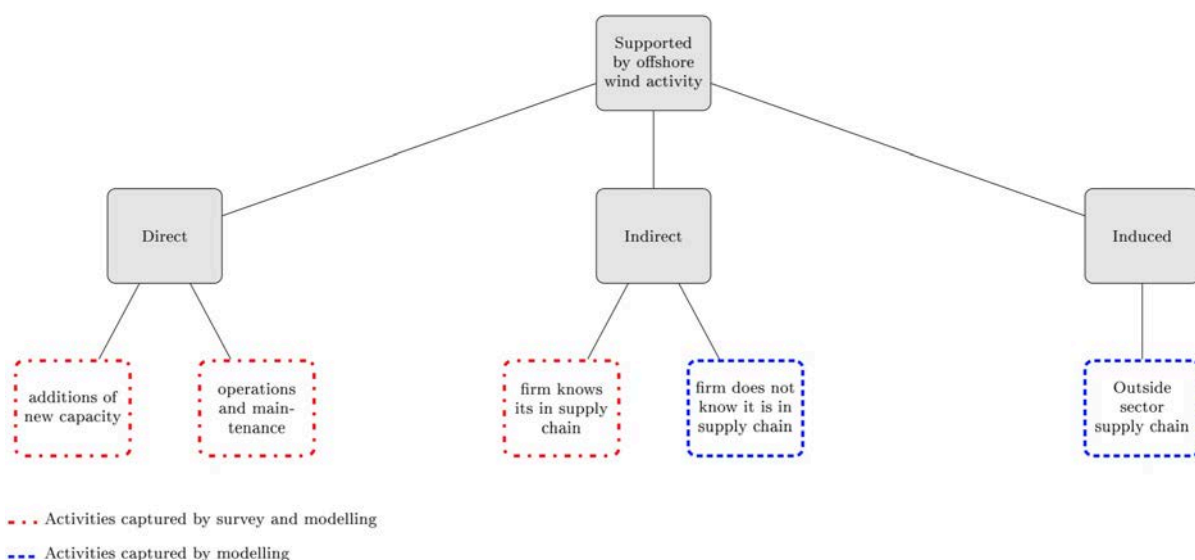 Supported
by offshore
wind activity
Direct
Indirect
Induced
additions of
new capacity
operations
and main-
tenance
firm knows
its in supply
chain
firm does not
know it is in
supply chain
Outside
sector
supply chain
Activities captured by survey and modelling
Activities captured by modelling